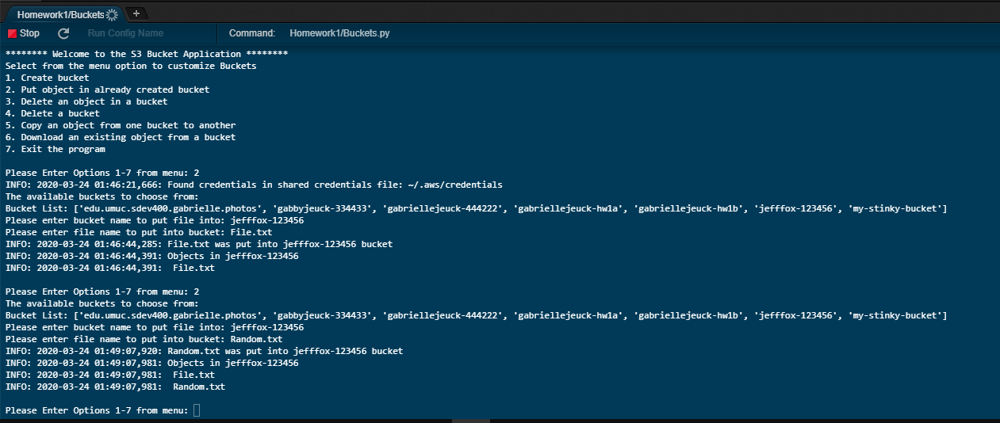 Homework1/Buckets
Stop Run Config Name Command: Homework1/Buckets.py
******** Welcome to the S3 Bucket Application ********
Select from the menu option to customize Buckets
1. Create bucket
2. Put object in already created bucket
3. Delete an object in a bucket
4. Delete a bucket
5. Copy an object from one bucket to another
6. Download an existing object from a bucket
7. Exit the program
Please Enter Options 1-7 from menu: 2
INFO: 2020-03-24 01:46:21,666: Found credentials in shared credentials file: ~/.aws/credentials
The available buckets to choose from:
Bucket List: ['edu.umuc.sdev400.gabrielle.photos', 'gabbyjeuck-334433', 'gabriellejeuck-444222', 'gabriellejeuck-hw1a', 'gabriellejeuck-hw1b', 'jefffox-123456', 'my-stinky-bucket']
Please enter bucket name to put file into: jefffox-123456
Please enter file name to put into bucket: File.txt
INFO: 2020-03-24 01:46:44,285: File.txt was put into jefffox-123456 bucket
INFO: 2020-03-24 01:46:44,391: Objects in jefffox-123456
INFO: 2020-03-24 01:46:44,391:  File.txt
Please Enter Options 1-7 from menu: 2
The available buckets to choose from:
Bucket List: ['edu.umuc.sdev400.gabrielle.photos', 'gabbyjeuck-334433', 'gabriellejeuck-444222', 'gabriellejeuck-hw1a', 'gabriellejeuck-hw1b', 'jefffox-123456', 'my-stinky-bucket']
Please enter bucket name to put file into: jefffox-123456
Please enter file name to put into bucket: Random.txt
INFO: 2020-03-24 01:49:07,920: Random.txt was put into jefffox-123456 bucket
INFO: 2020-03-24 01:49:07,981: Objects in jefffox-123456
INFO: 2020-03-24 01:49:07,981:  File.txt
INFO: 2020-03-24 01:49:07,981:  Random.txt
Please Enter Options 1-7 from menu: